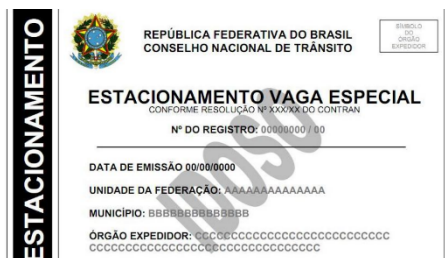 ESTACIONAMENTO
REPÚBLICA FEDERATIVA DO BRASIL
CONSELHO NACIONAL DE TRÂNSITO
SÍMBOLO
DO
ÓRGÃO
EXPEDIDOR
ESTACIONAMENTO VAGA ESPECIAL
CONFORME RESOLUÇÃO Nº XXX/XX DO CONTRAN
Nº DO REGISTRO: 00000000 / 00
IDOSO
DATA DE EMISSÃO 00/00/0000
UNIDADE DA FEDERAÇÃO: AAAAAAAAAAAAAA
MUNICÍPIO: BBBBBBBBBBBBBB
ÓRGÃO EXPEDIDOR: CCCCCCCCCCCCCCCCCCCCCCCCCCC
CCCCCCCCCCCCCCCCCCCCCCCCCCCCCCCC